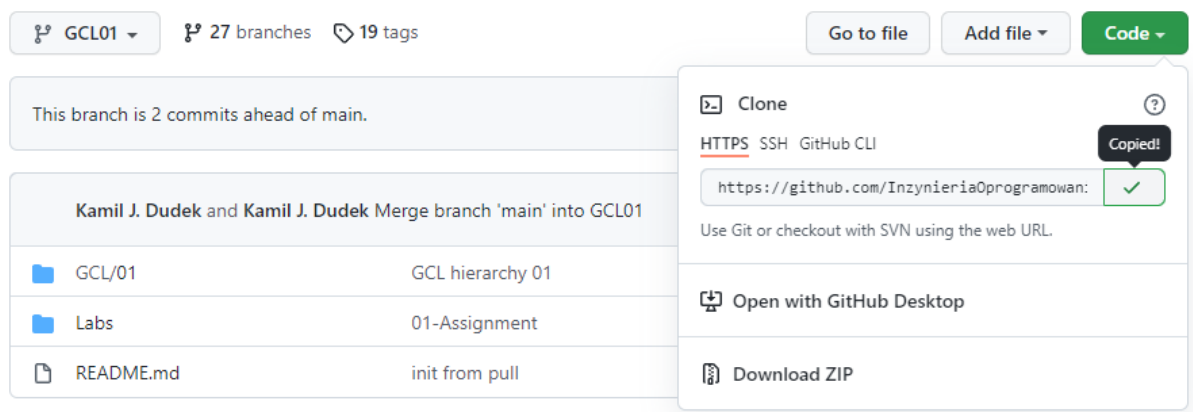 GCL01 27 branches 19 tags Go to file Add file Code
This branch is 2 commits ahead of main.
Clone
HTTPS SSH GitHub CLI
Copied!
https://github.com/InzynieriaOprogramowan:
Use Git or checkout with SVN using the web URL.
Kamil J. Dudek and Kamil J. Dudek Merge branch 'main' into GCL01
GCL/01 GCL hierarchy 01
Labs 01-Assignment
README.md init from pull
Open with GitHub Desktop
Download ZIP